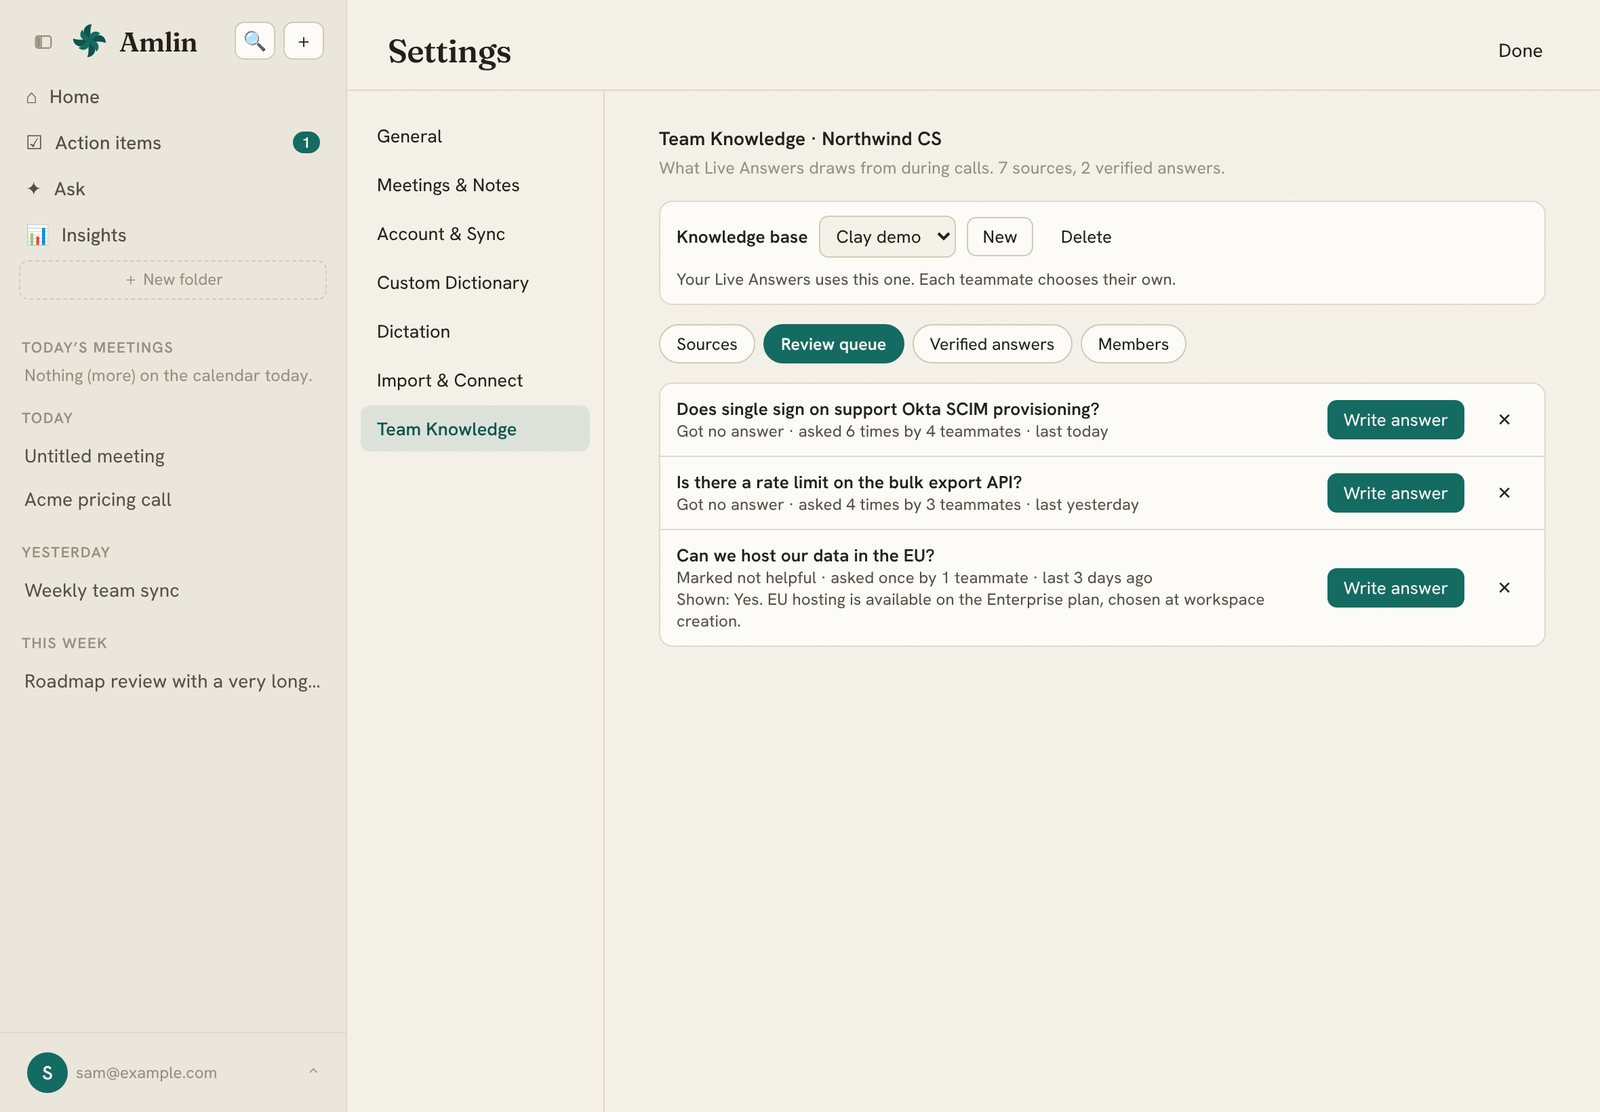 Amlin
+
Home
Action items
1
Ask
Insights
+ New folder
TODAY'S MEETINGS
Nothing (more) on the calendar today.
TODAY
Untitled meeting
Acme pricing call
YESTERDAY
Weekly team sync
THIS WEEK
Roadmap review with a very long...
S
sam@example.com
Settings
Done
General
Meetings & Notes
Account & Sync
Custom Dictionary
Dictation
Import & Connect
Team Knowledge
Team Knowledge · Northwind CS
What Live Answers draws from during calls. 7 sources, 2 verified answers.
Knowledge base
Clay demo
New
Delete
Your Live Answers uses this one. Each teammate chooses their own.
Sources
Review queue
Verified answers
Members
Does single sign on support Okta SCIM provisioning?
Got no answer · asked 6 times by 4 teammates · last today
Write answer
×
Is there a rate limit on the bulk export API?
Got no answer · asked 4 times by 3 teammates · last yesterday
Write answer
×
Can we host our data in the EU?
Marked not helpful · asked once by 1 teammate · last 3 days ago
Shown: Yes. EU hosting is available on the Enterprise plan, chosen at workspace
creation.
Write answer
×